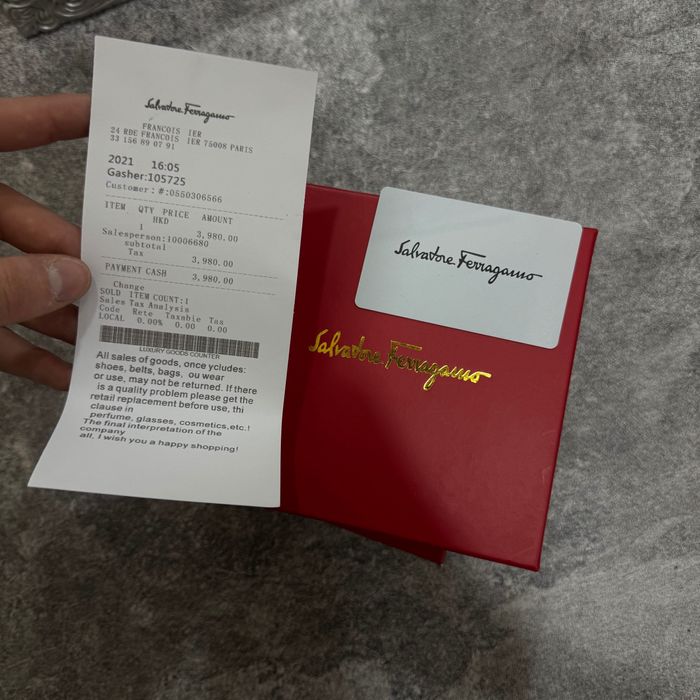 Salvatore Ferragamo
FRANCOIS IER
24 RDE FRANCOIS IER 75008 PARIS
33 156 89 07 91
2021 16:05
Gasher:105725
Customer:#:0550306566
ITEM QTY PRICE AMOUNT
HKD
1 3,980.00
Salesperson:10006680
subtotal 3,980.00
Tax
PAYMENT CASH 3,980.00
Change
SOLD ITEM COUNT:1
Sales Tax Analysis
Code Rete Taxable Tax
LOCAL 0.00% 0.00 0.00
LUXURY GOODS COUNTER
All sales of goods, once ycludes:
shoes, belts, bags, ou wear
or use, may not be returned. If there
is a quality problem please get the
retail replacement before use, thi
clause in
perfume, glasses, cosmetics,etc.!
The final interpretation of the
company
all, I wish you a happy shopping!
Salvatore Ferragamo
Salvatore Ferragamo